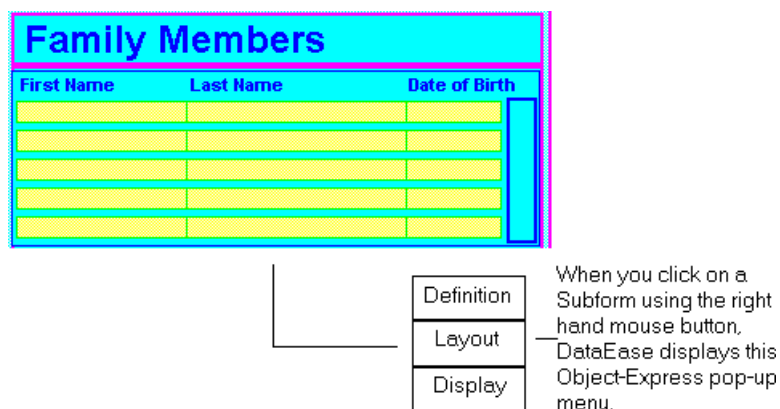 Family Members
First Name Last Name Date of Birth
Definition
Layout
Display
When you click on a
Subform using the right
hand mouse button,
DataEase displays this
Object-Express pop-up
menu.